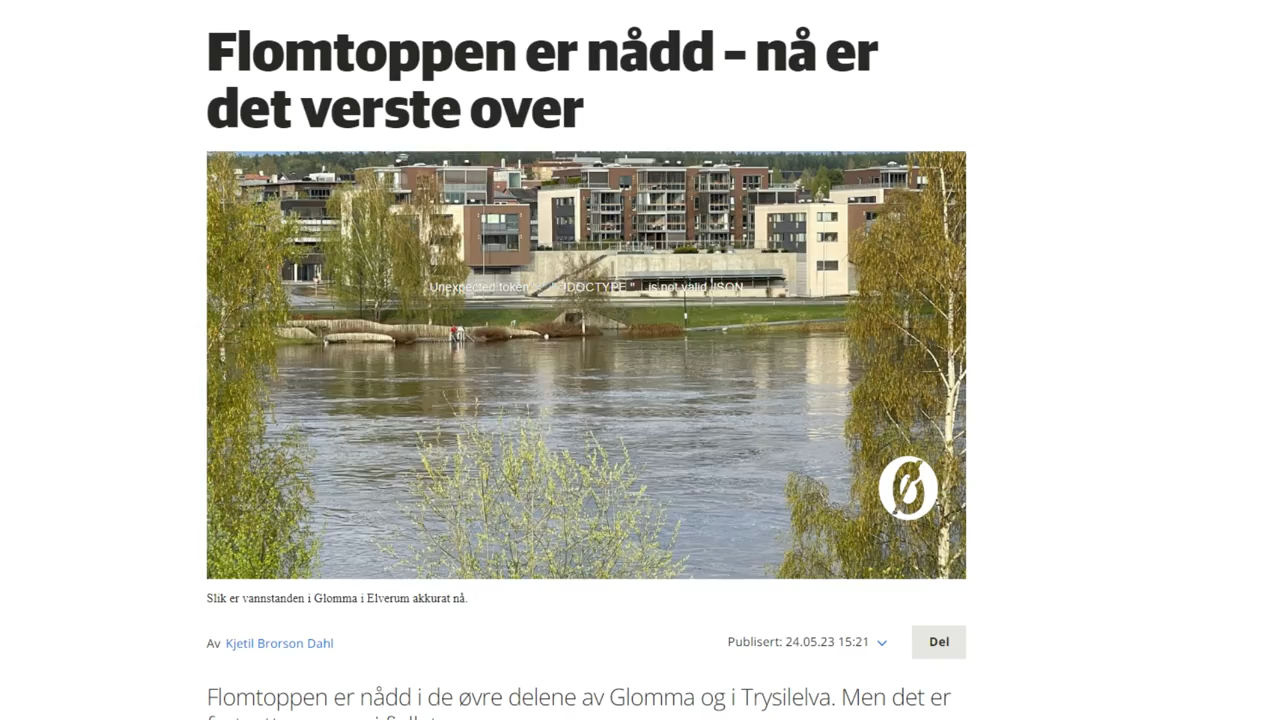 Flomtoppen er nådd – nå er
det verste over
Unexpected token '<', "<!DOCTYPE "... is not valid JSON
Slik er vannstanden i Glomma i Elverum akkurat nå.
Av Kjetil Brorson Dahl
Publisert: 24.05.23 15:21
Del
Flomtoppen er nådd i de øvre delene av Glomma og i Trysilelva. Men det er